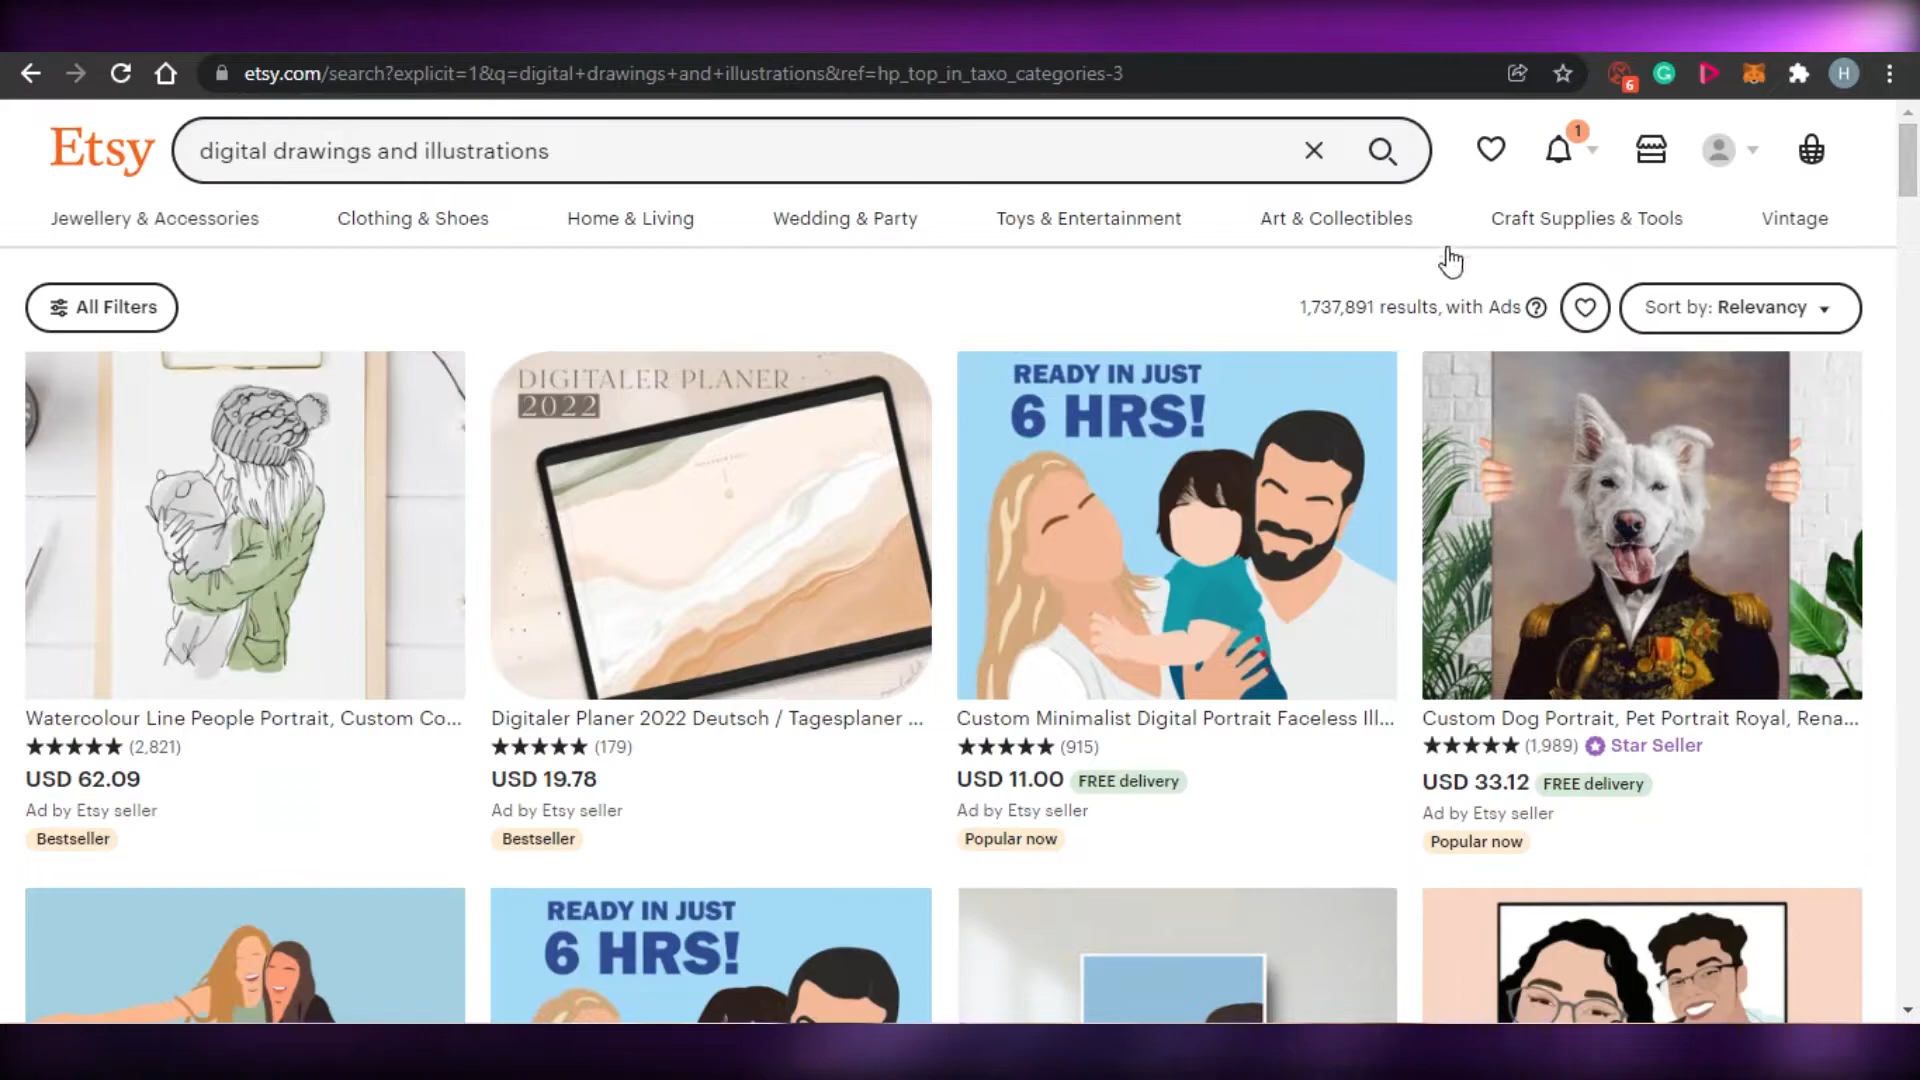 etsy.com/search?explicit=1&q=digital+drawings+and+illustrations&ref=hp_top_in_taxo_categories-3
6
H
Etsy
digital drawings and illustrations
1
Jewellery & Accessories
Clothing & Shoes
Home & Living
Wedding & Party
Toys & Entertainment
Art & Collectibles
Craft Supplies & Tools
Vintage
All Filters
1,737,891 results, with Ads ?
Sort by: Relevancy
DIGITALER PLANER
2022
READY IN JUST
6 HRS!
Watercolour Line People Portrait, Custom Co...
(2,821)
USD 62.09
Ad by Etsy seller
Bestseller
Digitaler Planer 2022 Deutsch / Tagesplaner ...
(179)
USD 19.78
Ad by Etsy seller
Bestseller
Custom Minimalist Digital Portrait Faceless Ill...
(915)
USD 11.00 FREE delivery
Ad by Etsy seller
Popular now
Custom Dog Portrait, Pet Portrait Royal, Rena...
(1,989) Star Seller
USD 33.12 FREE delivery
Ad by Etsy seller
Popular now
READY IN JUST
6 HRS!